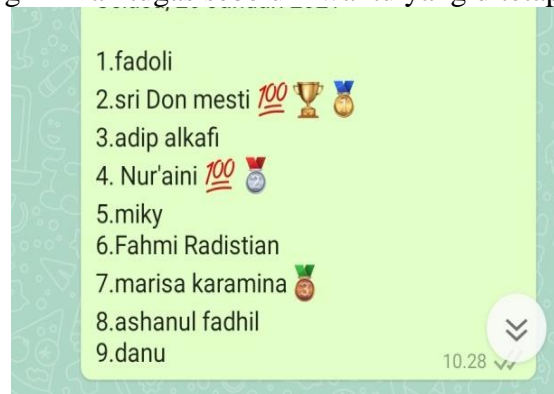 1.fadoli
2.sri Don mesti 💯🏆🥇
3.adip alkafi
4. Nur'aini 💯🥈
5.miky
6.Fahmi Radistian
7.marisa karamina 🥉
8.ashanul fadhil
9.danu
10.28